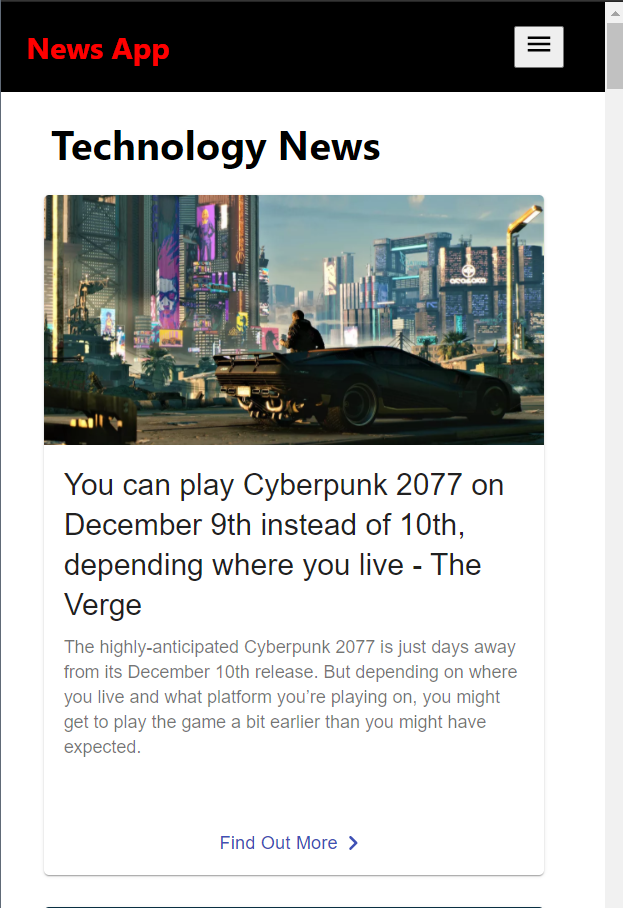 News App
Technology News
You can play Cyberpunk 2077 on
December 9th instead of 10th,
depending where you live - The
Verge
The highly-anticipated Cyberpunk 2077 is just days away
from its December 10th release. But depending on where
you live and what platform you’re playing on, you might
get to play the game a bit earlier than you might have
expected.
Find Out More